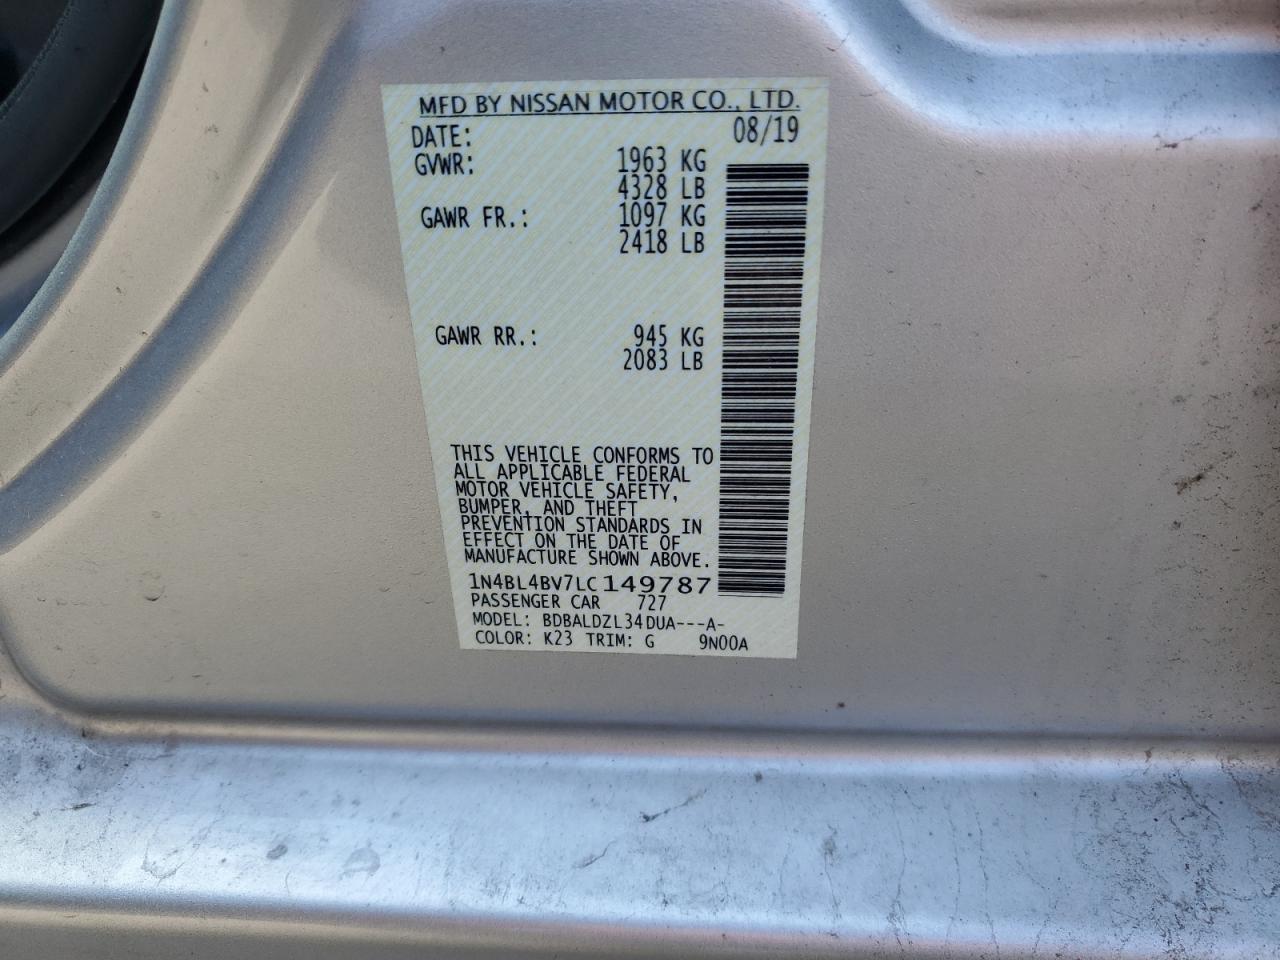 MFD BY NISSAN MOTOR CO., LTD.
DATE: 08/19
GVWR: 1963 KG
4328 LB
GAWR FR.: 1097 KG
2418 LB
GAWR RR.: 945 KG
2083 LB
THIS VEHICLE CONFORMS TO
ALL APPLICABLE FEDERAL
MOTOR VEHICLE SAFETY,
BUMPER, AND THEFT
PREVENTION STANDARDS IN
EFFECT ON THE DATE OF
MANUFACTURE SHOWN ABOVE.
1N4BL4BV7LC149787
PASSENGER CAR 727
MODEL: BDBALDZL34DUA---A-
COLOR: K23 TRIM: G 9N00A